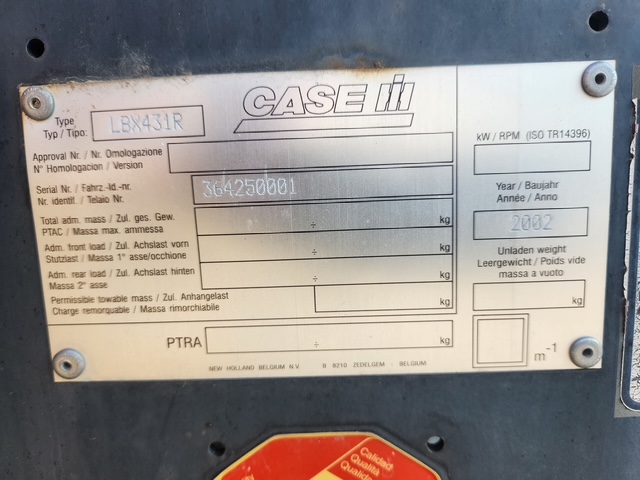 CASE IH
Type
Typ / Tipo: LBX431R
Approval Nr. / Nr. Omologazione
N° Homologacion / Version
Serial Nr. / Fahrz.-Id.-nr.
Nr. identif. / Telaio Nr. 364250001
Total adm. mass / Zul. ges. Gew.
PTAC / Massa max. ammessa ÷ kg
Adm. front load / Zul. Achslast vorn
Stutzlast / Massa 1° asse/occhione ÷ kg
Adm. rear load / Zul. Achslast hinten
Massa 2° asse ÷ kg
Permissible towable mass / Zul. Anhangelast
Charge remorquable / Massa rimorchiabile kg
PTRA ÷ kg
NEW HOLLAND BELGIUM N.V. B 8210 ZEDELGEM - BELGIUM
kW / RPM (ISO TR14396)
Year / Baujahr
Année / Anno
2002
Unladen weight
Leergewicht / Poids vide
massa a vuoto
kg
m-1
Calidad
Qualità